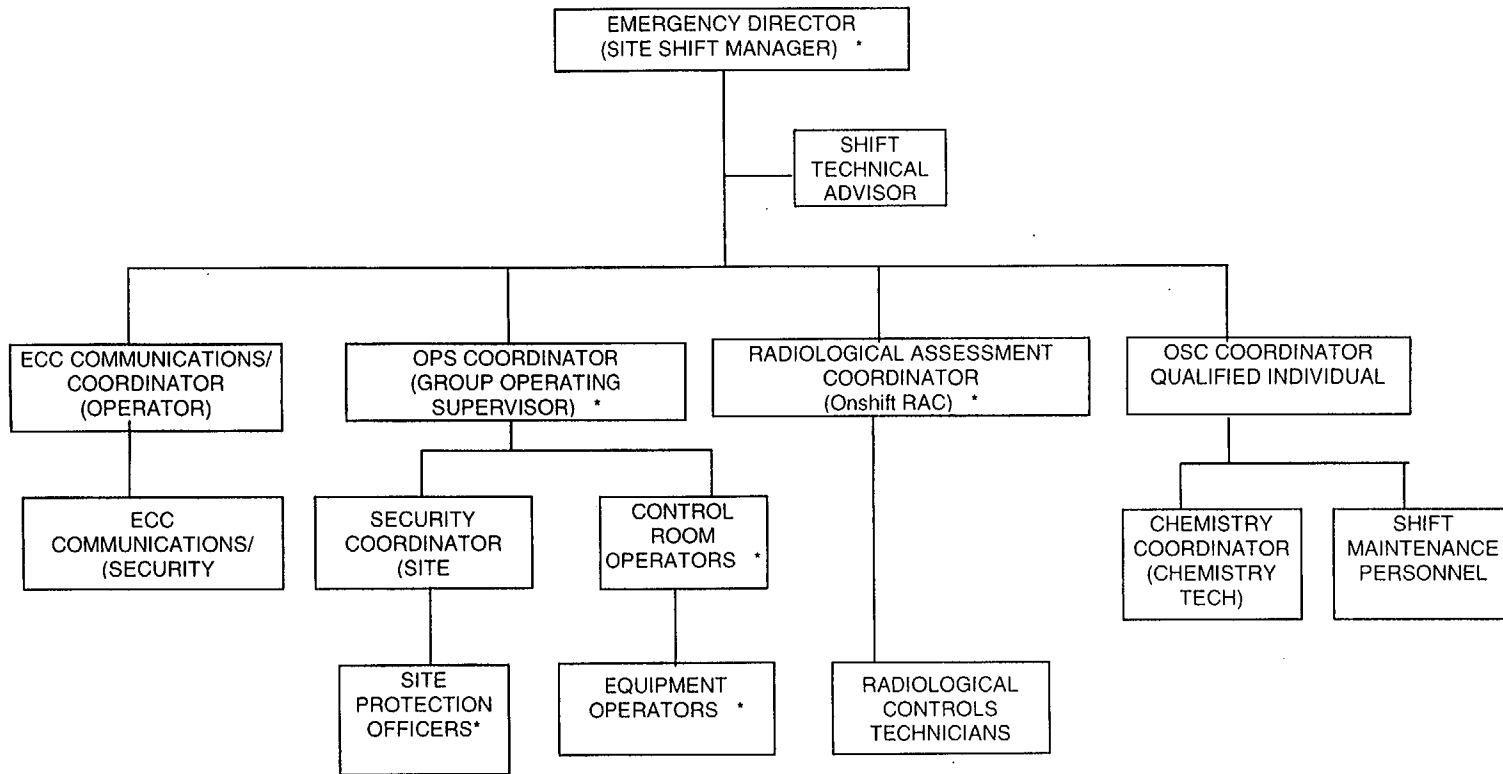 EMERGENCY DIRECTOR
(SITE SHIFT MANAGER) *
SHIFT
TECHNICAL
ADVISOR
ECC COMMUNICATIONS/
COORDINATOR
(OPERATOR)
OPS COORDINATOR
(GROUP OPERATING
SUPERVISOR) *
RADIOLOGICAL ASSESSMENT
COORDINATOR
(Onshift RAC) *
OSC COORDINATOR
QUALIFIED INDIVIDUAL
ECC
COMMUNICATIONS/
(SECURITY
SECURITY
COORDINATOR
(SITE
CONTROL
ROOM
OPERATORS *
CHEMISTRY
COORDINATOR
(CHEMISTRY
TECH)
SHIFT
MAINTENANCE
PERSONNEL
SITE
PROTECTION
OFFICERS*
EQUIPMENT
OPERATORS *
RADIOLOGICAL
CONTROLS
TECHNICIANS